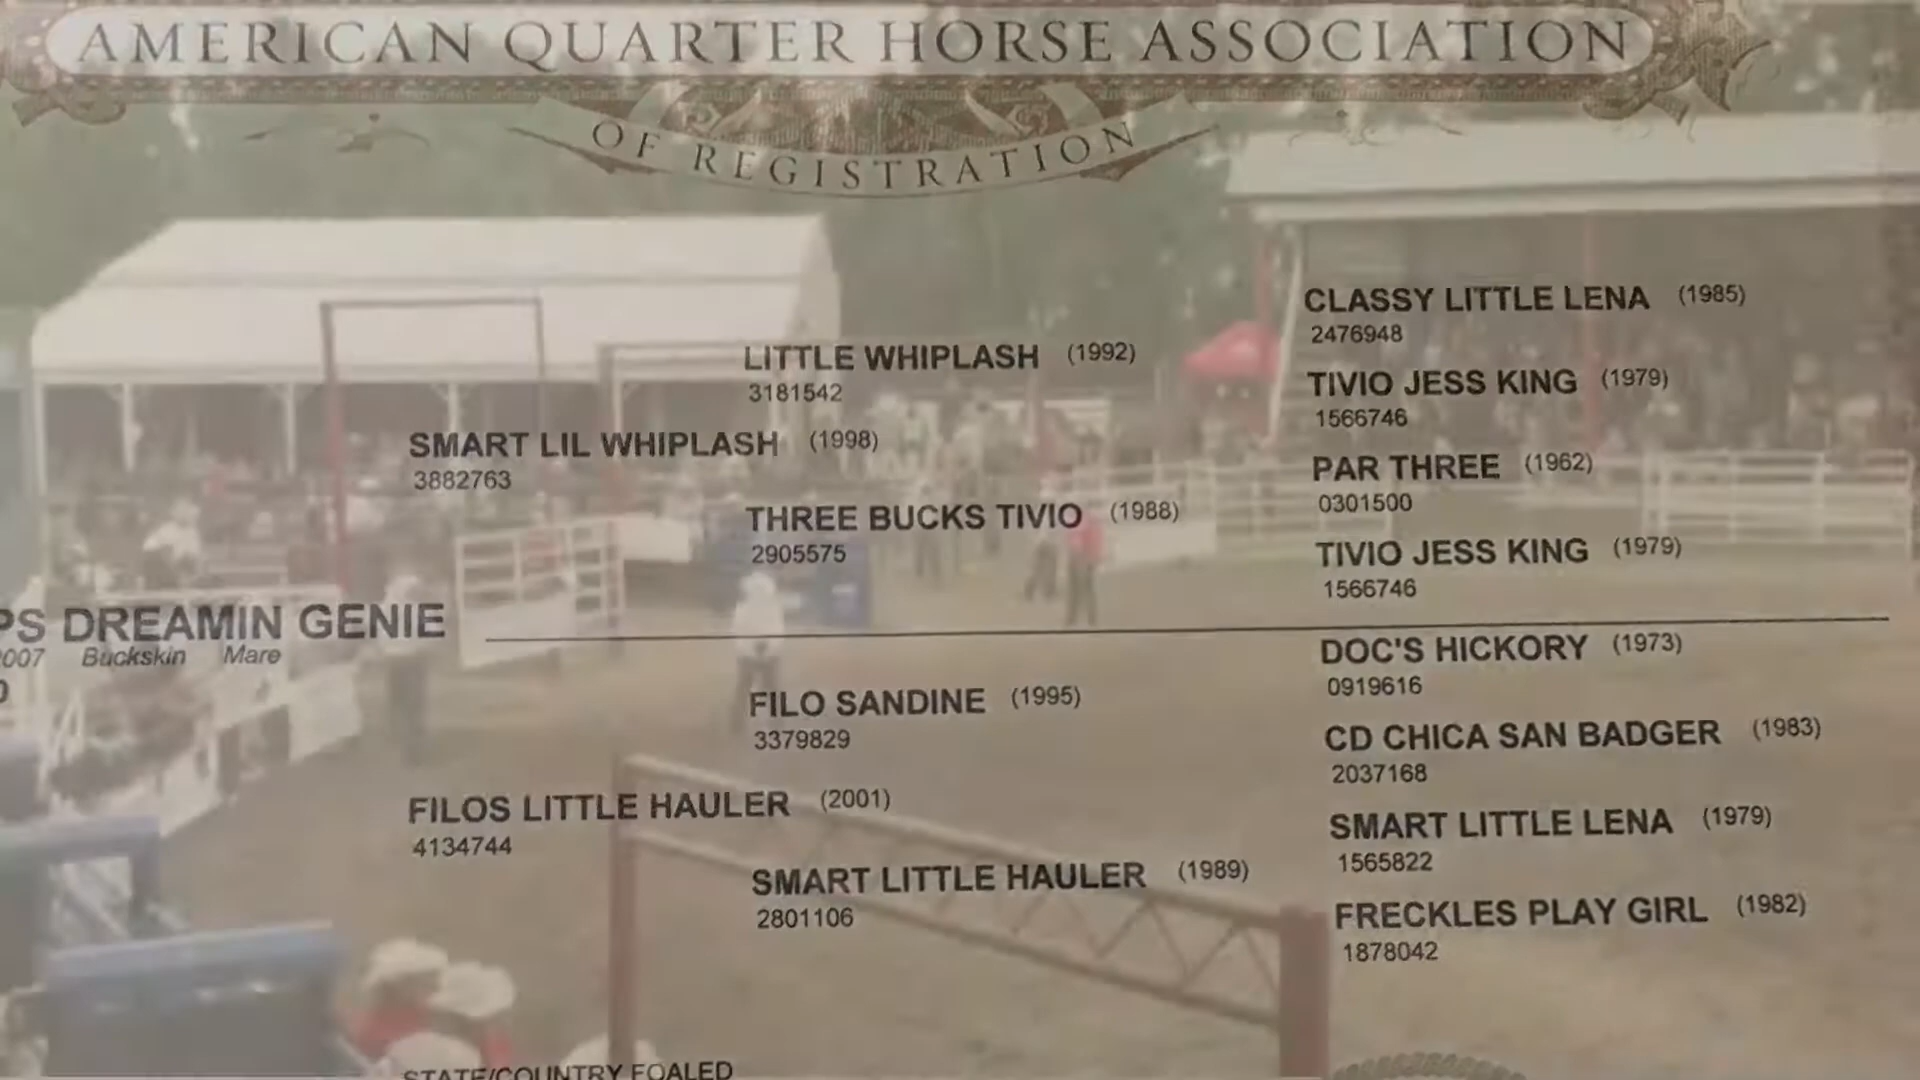 AMERICAN QUARTER HORSE ASSOCIATION
OF REGISTRATION
CLASSY LITTLE LENA (1985)
2476948
LITTLE WHIPLASH (1992)
3181542
TIVIO JESS KING (1979)
1566746
SMART LIL WHIPLASH (1998)
3882763
PAR THREE (1962)
0301500
THREE BUCKS TIVIO (1988)
2905575
TIVIO JESS KING (1979)
1566746
PS DREAMIN GENIE
2007 Buckskin Mare
DOC'S HICKORY (1973)
0919616
FILO SANDINE (1995)
3379829
CD CHICA SAN BADGER (1983)
2037168
FILOS LITTLE HAULER (2001)
4134744
SMART LITTLE LENA (1979)
1565822
SMART LITTLE HAULER (1989)
2801106
FRECKLES PLAY GIRL (1982)
1878042
STATE/COUNTRY FOALED